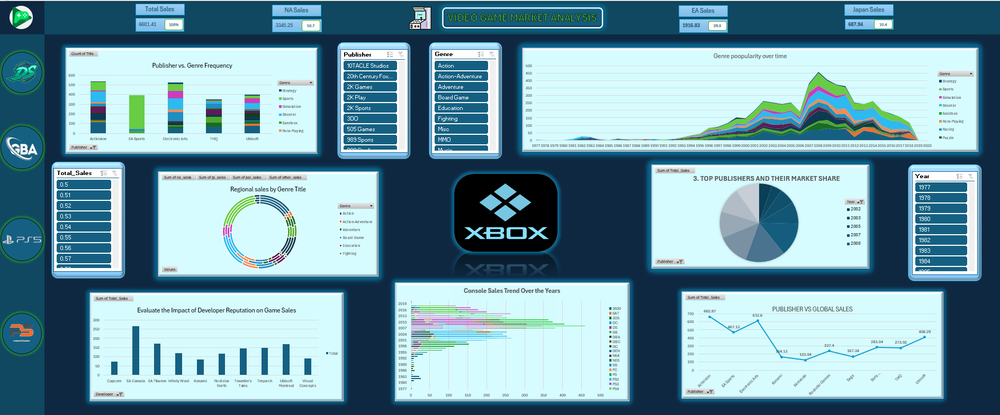 Total Sales
6601.41 100%
NA Sales
3345.25 50.7
VIDEO GAME MARKET ANALYSIS
EA Sales
1916.83 29.0
Japan Sales
687.94 10.4
DS
GBA
PS5
Count of Title
Publisher vs. Genre Frequency
600
500
400
300
200
100
0
Activision EA Sports Electronic Arts THQ Ubisoft
Genre
Strategy
Sports
Simulation
Shooter
Sandbox
Role-Playing
Publisher
Publisher
10TACLE Studios
20th Century Fox...
2K Games
2K Play
2K Sports
3DO
505 Games
989 Sports
Genre
Action
Action-Adventure
Adventure
Board Game
Education
Fighting
Misc
MMO
Music
Genre poopularity over time
500
450
400
350
300
250
200
150
100
50
0
1977 1978 1979 1980 1981 1982 1983 1984 1985 1986 1987 1988 1989 1990 1991 1992 1993 1994 1995 1996 1997 1998 1999 2000 2001 2002 2003 2004 2005 2006 2007 2008 2009 2010 2011 2012 2013 2014 2015 2016 2017 2018 2019 2020
Genre
Strategy
Sports
Simulation
Shooter
Sandbox
Role-Playing
Racing
Puzzle
Total_Sales
0.5
0.51
0.52
0.53
0.54
0.55
0.56
0.57
Sum of na_sales Sum of jp_sales Sum of pal_sales Sum of other_sales
Regional sales by Genre Title
Genre
Action
Action-Adventure
Adventure
Board Game
Education
Fighting
Values
XBOX
Sum of Total_Sales
3. TOP PUBLISHERS AND THEIR MARKET SHARE
Year
2002
2003
2005
2007
2008
Publisher
Year
1977
1978
1979
1980
1981
1982
1983
1984
1985
Sum of Total_Sales
Evaluate the Impact of Developer Reputation on Game Sales
300
250
200
150
100
50
0
Capcom EA Canada EA Tiburon Infinity Ward Konami Rockstar North Traveller's Tales Treyarch Ubisoft Montreal Visual Concepts
Total
Developer
Console Sales Trend Over the Years
2019
2016
2013
2010
2007
2004
2001
1998
1995
1992
1989
1986
1983
1980
1977
0 50 100 150 200 250 300 350 400 450 500
2600
SAT
3DS
DC
DS
GB
GBA
GBC
GC
GEN
N64
NES
NS
PC
PS
PS2
PS3
PS4
Sum of Total_Sales
PUBLISHER VS GLOBAL SALES
700
600
500
400
300
200
100
0
662.87
467.13
612.6
164.13
123.04
237.4
167.34
283.04
273.92
408.29
Activision EA Sports Electronic Arts Konami Nintendo Rockstar Games Sega Sony... THQ Ubisoft
Publisher